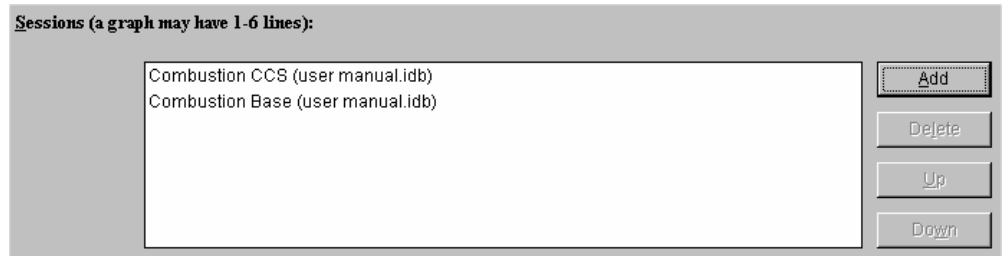 Sessions (a graph may have 1-6 lines):
Combustion CCS (user manual.idb)
Combustion Base (user manual.idb)
Add
Delete
Up
Down